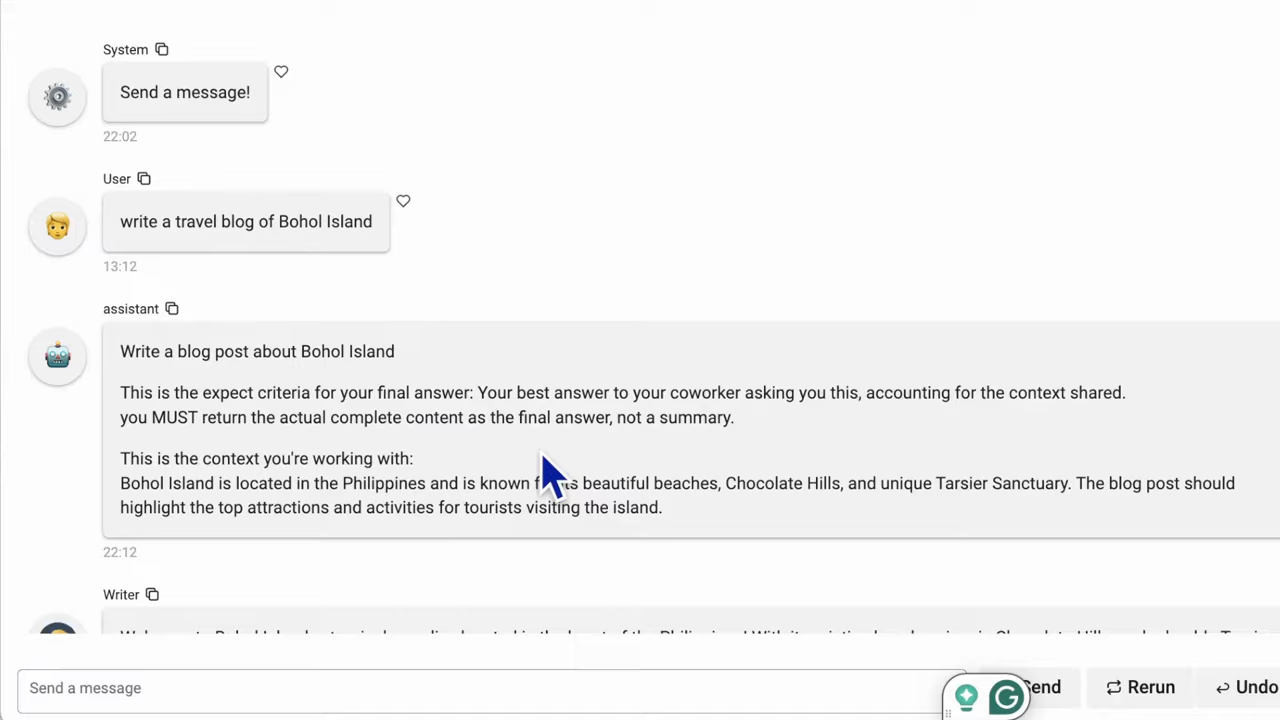 System
Send a message!
22:02
User
write a travel blog of Bohol Island
13:12
assistant
Write a blog post about Bohol Island
This is the expect criteria for your final answer: Your best answer to your coworker asking you this, accounting for the context shared.
you MUST return the actual complete content as the final answer, not a summary.
This is the context you're working with:
Bohol Island is located in the Philippines and is known its beautiful beaches, Chocolate Hills, and unique Tarsier Sanctuary. The blog post should
highlight the top attractions and activities for tourists visiting the island.
22:12
Writer
Send a message
Send
Rerun
Undo